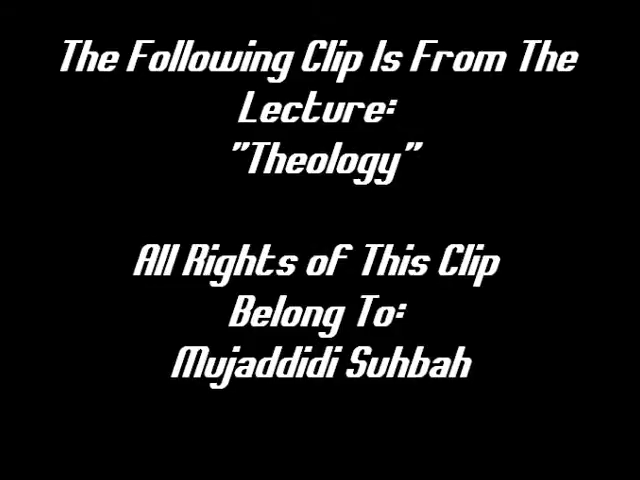 The Following Clip Is From The
Lecture:
"Theology"
All Rights of This Clip
Belong To:
Mujaddidi Suhbah